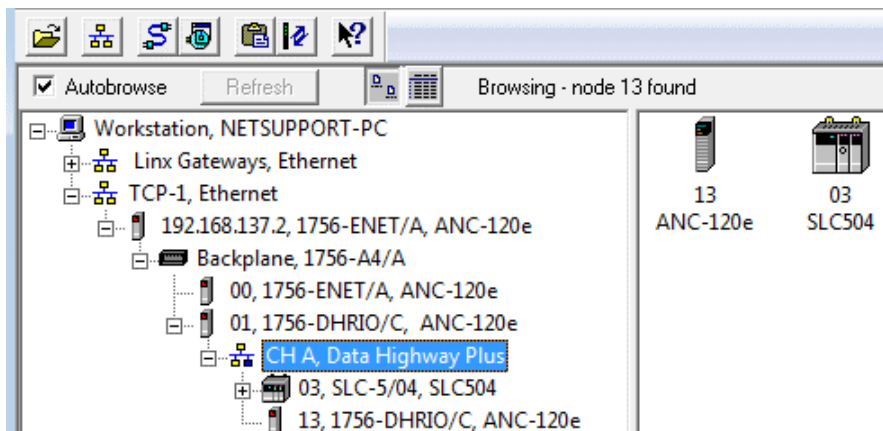 Autobrowse Refresh Browsing - node 13 found
Workstation, NETSUPPORT-PC
Linx Gateways, Ethernet
TCP-1, Ethernet
192.168.137.2, 1756-ENET/A, ANC-120e
Backplane, 1756-A4/A
00, 1756-ENET/A, ANC-120e
01, 1756-DHRIO/C, ANC-120e
CH A, Data Highway Plus
03, SLC-5/04, SLC504
13, 1756-DHRIO/C, ANC-120e
13
ANC-120e
03
SLC504